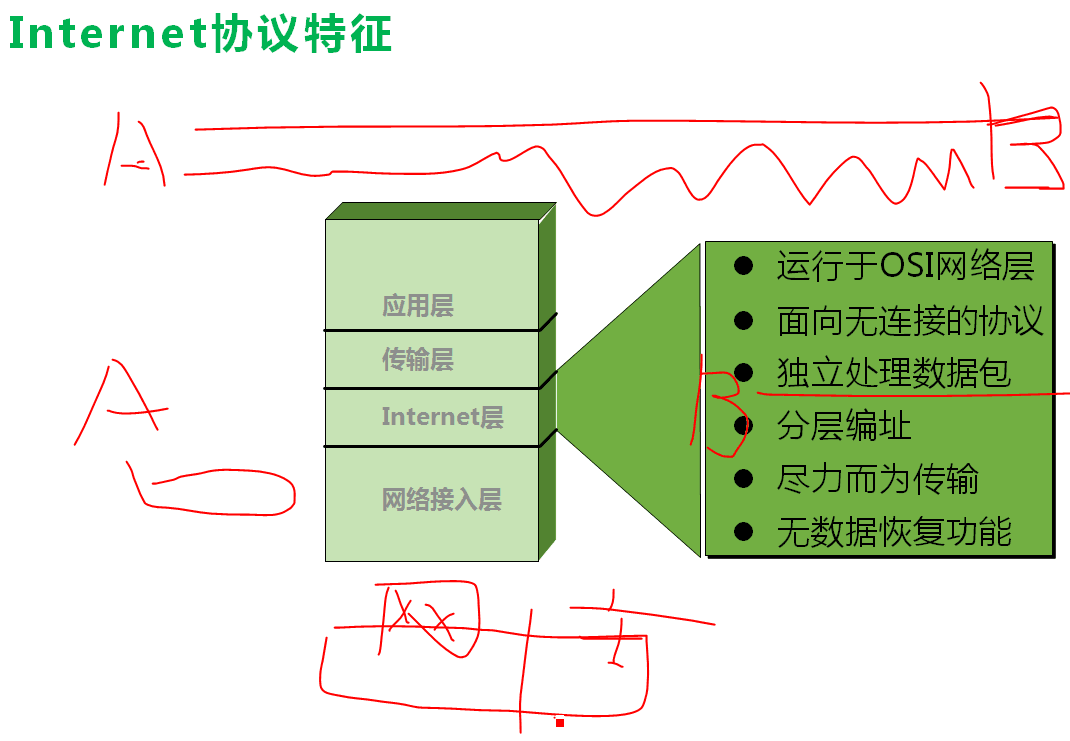 Internet协议特征
A
B
应用层
传输层
Internet层
网络接入层
运行于OSI网络层
面向无连接的协议
独立处理数据包
分层编址
尽力而为传输
无数据恢复功能
A
B